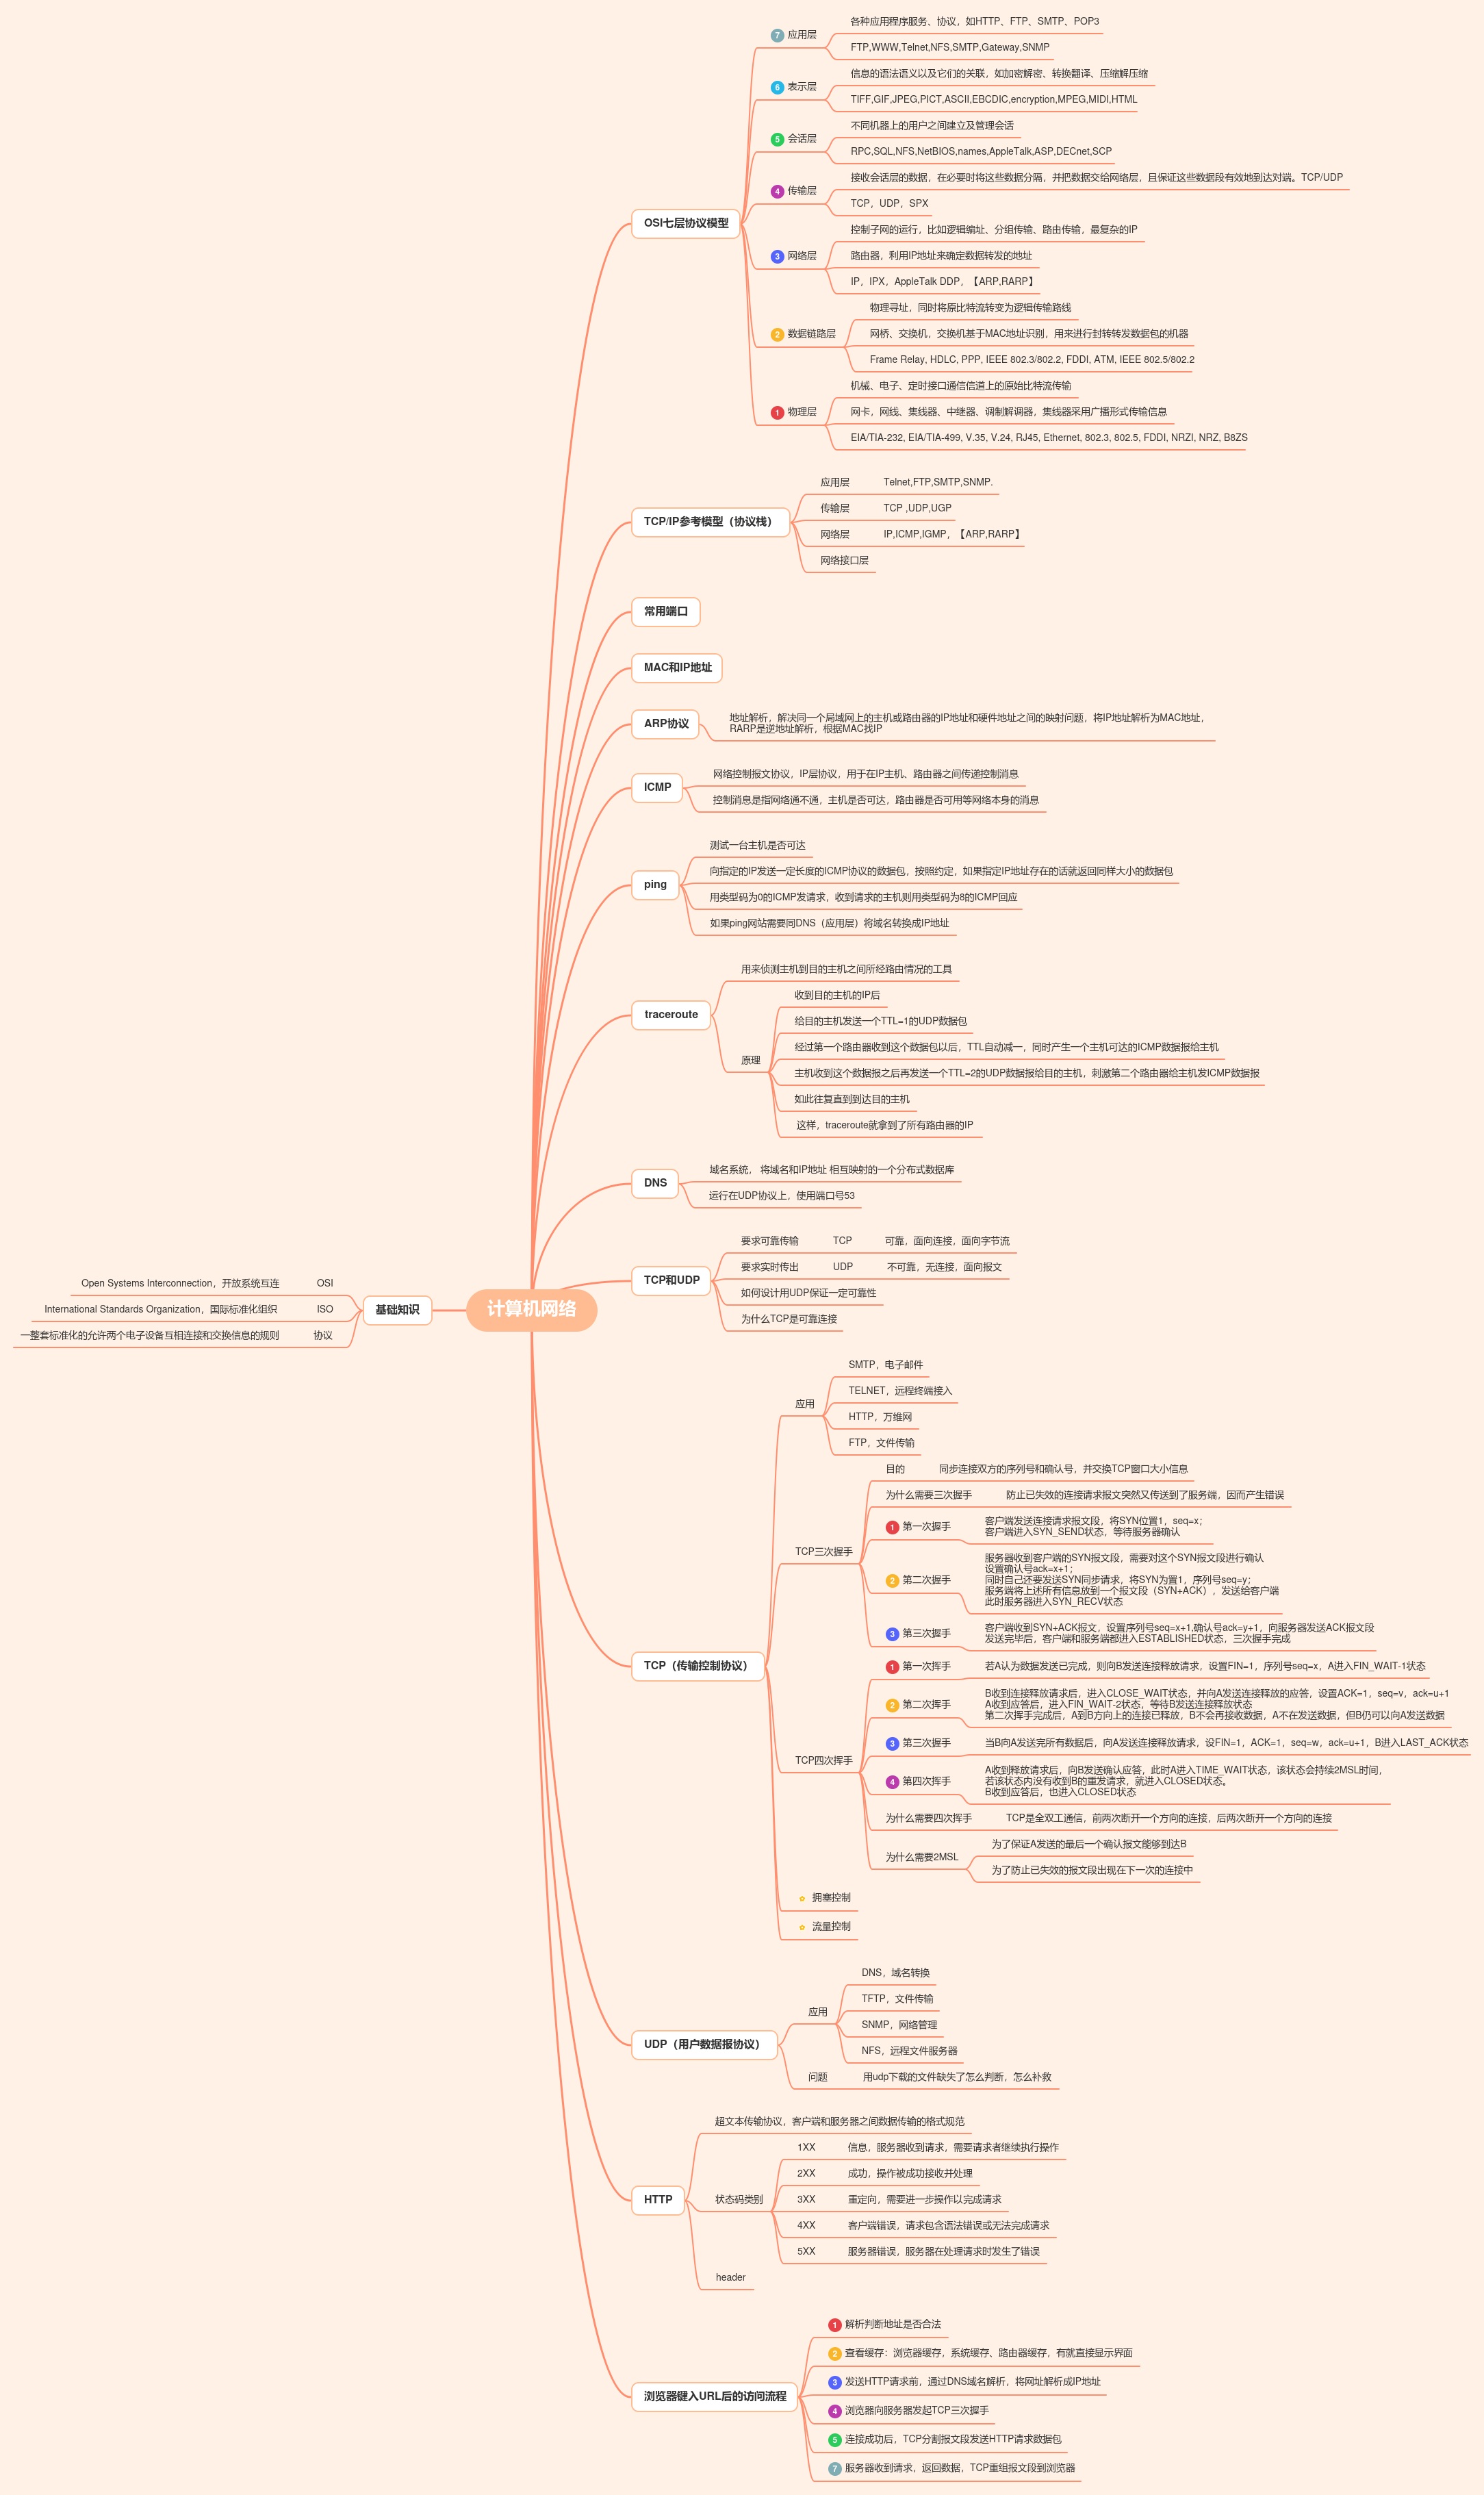 计算机网络
基础知识
OSI
Open Systems Interconnection，开放系统互连
ISO
International Standards Organization，国际标准化组织
协议
一整套标准化的允许两个电子设备互相连接和交换信息的规则
OSI七层协议模型
7 应用层
各种应用程序服务、协议，如HTTP、FTP、SMTP、POP3
FTP,WWW,Telnet,NFS,SMTP,Gateway,SNMP
6 表示层
信息的语法语义以及它们的关联，如加密解密、转换翻译、压缩解压缩
TIFF,GIF,JPEG,PICT,ASCII,EBCDIC,encryption,MPEG,MIDI,HTML
5 会话层
不同机器上的用户之间建立及管理会话
RPC,SQL,NFS,NetBIOS,names,AppleTalk,ASP,DECnet,SCP
4 传输层
接收会话层的数据，在必要时将这些数据分隔，并把数据交给网络层，且保证这些数据段有效地到达对端。TCP/UDP
TCP，UDP，SPX
3 网络层
控制子网的运行，比如逻辑编址、分组传输、路由传输，最复杂的IP
路由器，利用IP地址来确定数据转发的地址
IP，IPX，AppleTalk DDP，【ARP,RARP】
2 数据链路层
物理寻址，同时将原比特流转变为逻辑传输路线
网桥、交换机，交换机基于MAC地址识别，用来进行封转转发数据包的机器
Frame Relay, HDLC, PPP, IEEE 802.3/802.2, FDDI, ATM, IEEE 802.5/802.2
1 物理层
机械、电子、定时接口通信信道上的原始比特流传输
网卡，网线、集线器、中继器、调制解调器，集线器采用广播形式传输信息
EIA/TIA-232, EIA/TIA-499, V.35, V.24, RJ45, Ethernet, 802.3, 802.5, FDDI, NRZI, NRZ, B8ZS
TCP/IP参考模型（协议栈）
应用层 Telnet,FTP,SMTP,SNMP.
传输层 TCP ,UDP,UGP
网络层 IP,ICMP,IGMP，【ARP,RARP】
网络接口层
常用端口
MAC和IP地址
ARP协议
地址解析，解决同一个局域网上的主机或路由器的IP地址和硬件地址之间的映射问题，将IP地址解析为MAC地址，
RARP是逆地址解析，根据MAC找IP
ICMP
网络控制报文协议，IP层协议，用于在IP主机、路由器之间传递控制消息
控制消息是指网络通不通，主机是否可达，路由器是否可用等网络本身的消息
ping
测试一台主机是否可达
向指定的IP发送一定长度的ICMP协议的数据包，按照约定，如果指定IP地址存在的话就返回同样大小的数据包
用类型码为0的ICMP发请求，收到请求的主机则用类型码为8的ICMP回应
如果ping网站需要同DNS（应用层）将域名转换成IP地址
traceroute
用来侦测主机到目的主机之间所经路由情况的工具
原理
收到目的主机的IP后
给目的主机发送一个TTL=1的UDP数据包
经过第一个路由器收到这个数据包以后，TTL自动减一，同时产生一个主机可达的ICMP数据报给主机
主机收到这个数据报之后再发送一个TTL=2的UDP数据报给目的主机，刺激第二个路由器给主机发ICMP数据报
如此往复直到到达目的主机
这样，traceroute就拿到了所有路由器的IP
DNS
域名系统， 将域名和IP地址 相互映射的一个分布式数据库
运行在UDP协议上，使用端口号53
TCP和UDP
要求可靠传输 TCP 可靠，面向连接，面向字节流
要求实时传出 UDP 不可靠，无连接，面向报文
如何设计用UDP保证一定可靠性
为什么TCP是可靠连接
TCP（传输控制协议）
应用
SMTP，电子邮件
TELNET，远程终端接入
HTTP，万维网
FTP，文件传输
TCP三次握手
目的 同步连接双方的序列号和确认号，并交换TCP窗口大小信息
为什么需要三次握手 防止已失效的连接请求报文突然又传送到了服务端，因而产生错误
1 第一次握手
客户端发送连接请求报文段，将SYN位置1，seq=x；
客户端进入SYN_SEND状态，等待服务器确认
2 第二次握手
服务器收到客户端的SYN报文段，需要对这个SYN报文段进行确认
设置确认号ack=x+1；
同时自己还要发送SYN同步请求，将SYN为置1，序列号seq=y；
服务端将上述所有信息放到一个报文段（SYN+ACK），发送给客户端
此时服务器进入SYN_RECV状态
3 第三次握手
客户端收到SYN+ACK报文，设置序列号seq=x+1,确认号ack=y+1，向服务器发送ACK报文段
发送完毕后，客户端和服务端都进入ESTABLISHED状态，三次握手完成
TCP四次挥手
1 第一次挥手 若A认为数据发送已完成，则向B发送连接释放请求，设置FIN=1，序列号seq=x，A进入FIN_WAIT-1状态
2 第二次挥手
B收到连接释放请求后，进入CLOSE_WAIT状态，并向A发送连接释放的应答，设置ACK=1，seq=v，ack=u+1
A收到应答后，进入FIN_WAIT-2状态，等待B发送连接释放状态
第二次挥手完成后，A到B方向上的连接已释放，B不会再接收数据，A不在发送数据，但B仍可以向A发送数据
3 第三次挥手 当B向A发送完所有数据后，向A发送连接释放请求，设FIN=1，ACK=1，seq=w，ack=u+1，B进入LAST_ACK状态
4 第四次挥手
A收到释放请求后，向B发送确认应答，此时A进入TIME_WAIT状态，该状态会持续2MSL时间，
若该状态内没有收到B的重发请求，就进入CLOSED状态。
B收到应答后，也进入CLOSED状态
为什么需要四次挥手 TCP是全双工通信，前两次断开一个方向的连接，后两次断开一个方向的连接
为什么需要2MSL
为了保证A发送的最后一个确认报文能够到达B
为了防止已失效的报文段出现在下一次的连接中
拥塞控制
流量控制
UDP（用户数据报协议）
应用
DNS，域名转换
TFTP，文件传输
SNMP，网络管理
NFS，远程文件服务器
问题 用udp下载的文件缺失了怎么判断，怎么补救
HTTP
超文本传输协议，客户端和服务器之间数据传输的格式规范
状态码类别
1XX 信息，服务器收到请求，需要请求者继续执行操作
2XX 成功，操作被成功接收并处理
3XX 重定向，需要进一步操作以完成请求
4XX 客户端错误，请求包含语法错误或无法完成请求
5XX 服务器错误，服务器在处理请求时发生了错误
header
浏览器键入URL后的访问流程
1 解析判断地址是否合法
2 查看缓存：浏览器缓存，系统缓存、路由器缓存，有就直接显示界面
3 发送HTTP请求前，通过DNS域名解析，将网址解析成IP地址
4 浏览器向服务器发起TCP三次握手
5 连接成功后，TCP分割报文段发送HTTP请求数据包
7 服务器收到请求，返回数据，TCP重组报文段到浏览器